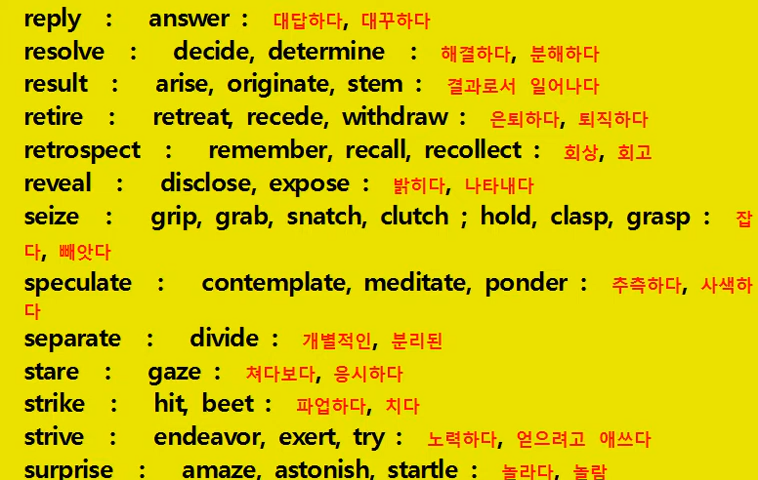 reply : answer : 대답하다, 대꾸하다
resolve : decide, determine : 해결하다, 분해하다
result : arise, originate, stem : 결과로서 일어나다
retire : retreat, recede, withdraw : 은퇴하다, 퇴직하다
retrospect : remember, recall, recollect : 회상, 회고
reveal : disclose, expose : 밝히다, 나타내다
seize : grip, grab, snatch, clutch ; hold, clasp, grasp : 잡
다, 빼앗다
speculate : contemplate, meditate, ponder : 추측하다, 사색하
다
separate : divide : 개별적인, 분리된
stare : gaze : 쳐다보다, 응시하다
strike : hit, beet : 파업하다, 치다
strive : endeavor, exert, try : 노력하다, 얻으려고 애쓰다
surprise : amaze, astonish, startle : 놀라다, 놀람